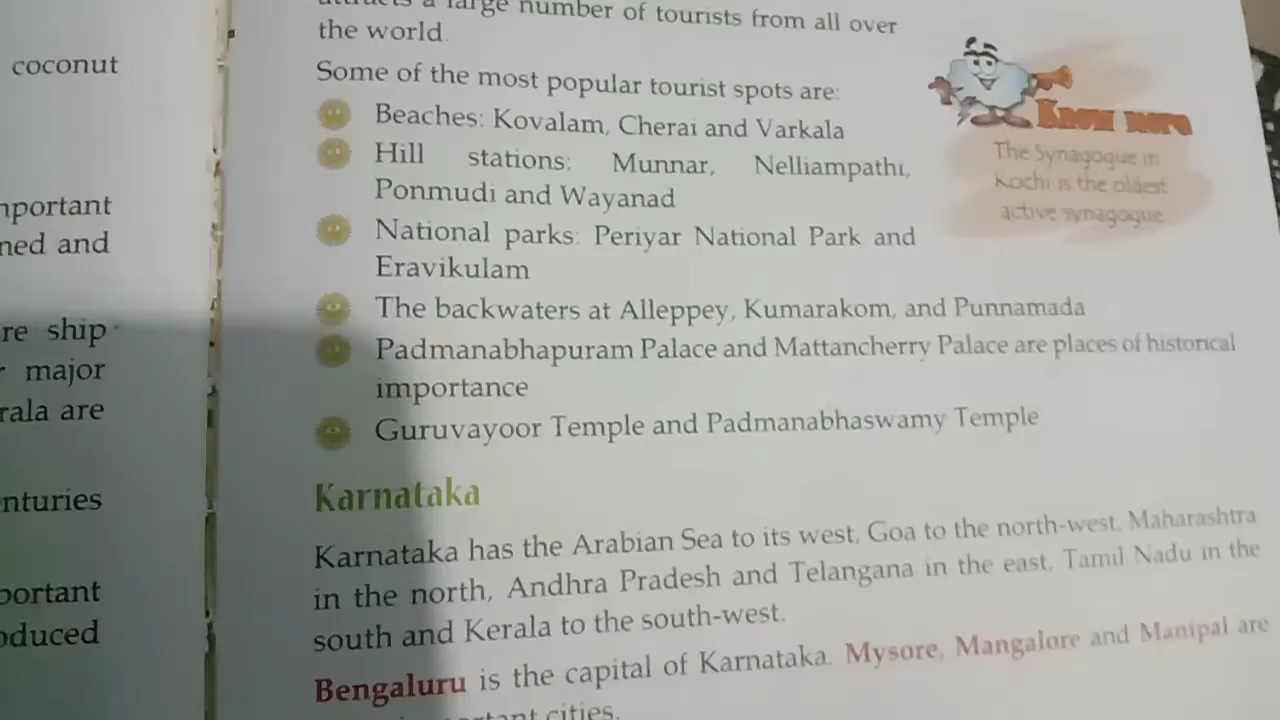 coconut
and
re ship
major
rala are
nturies
a large number of tourists from all over
the world.
Some of the most popular tourist spots are:
Beaches: Kovalam, Cherai and Varkala
Hill stations: Munnar, Nelliampathi,
Ponmudi and Wayanad
National parks: Periyar National Park and
Eravikulam
The backwaters at Alleppey, Kumarakom, and Punnamada
Padmanabhapuram Palace and Mattancherry Palace are places of historical
importance
Guruvayoor Temple and Padmanabhaswamy Temple
Know more
The Synagogue in
Kochi is the oldest
active synagogue.
Karnataka
Karnataka has the Arabian Sea to its west, Goa to the north-west, Maharashtra
in the north, Andhra Pradesh and Telangana in the east, Tamil Nadu in the
south and Kerala to the south-west.
Bengaluru is the capital of Karnataka. Mysore, Mangalore and Manipal are
cities.